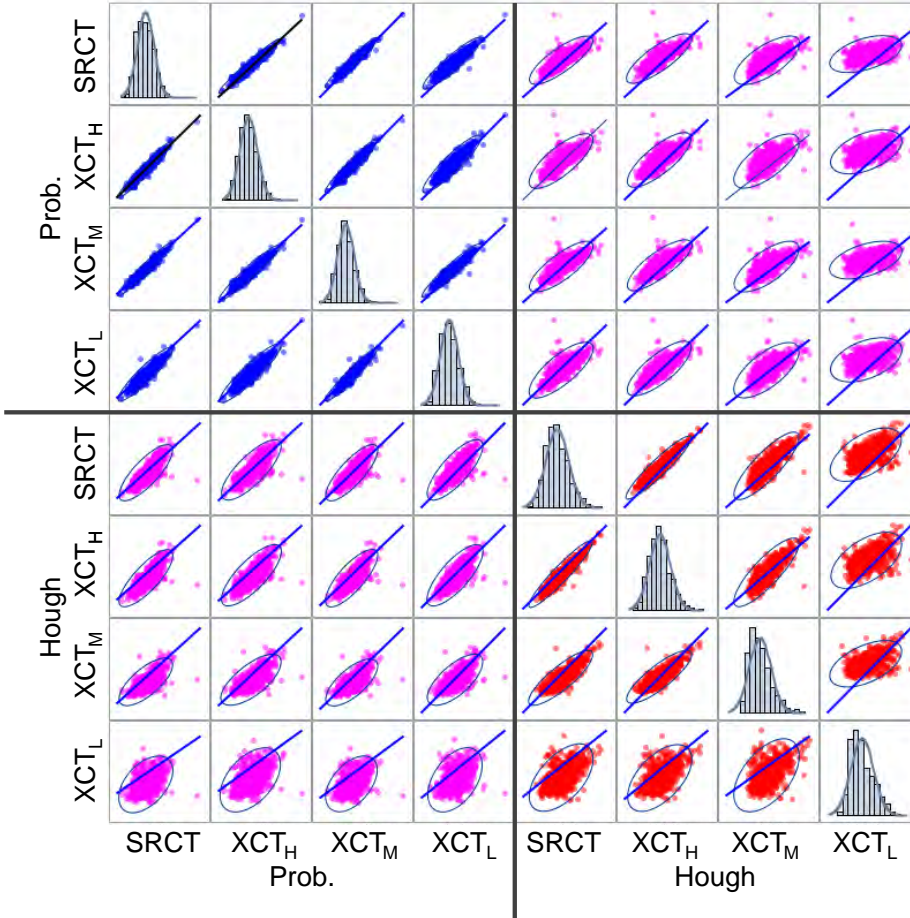 Prob.
SRCT
XCT_H
XCT_M
XCT_L
Hough
SRCT
XCT_H
XCT_M
XCT_L
SRCT XCT_H XCT_M XCT_L SRCT XCT_H XCT_M XCT_L
Prob. Hough